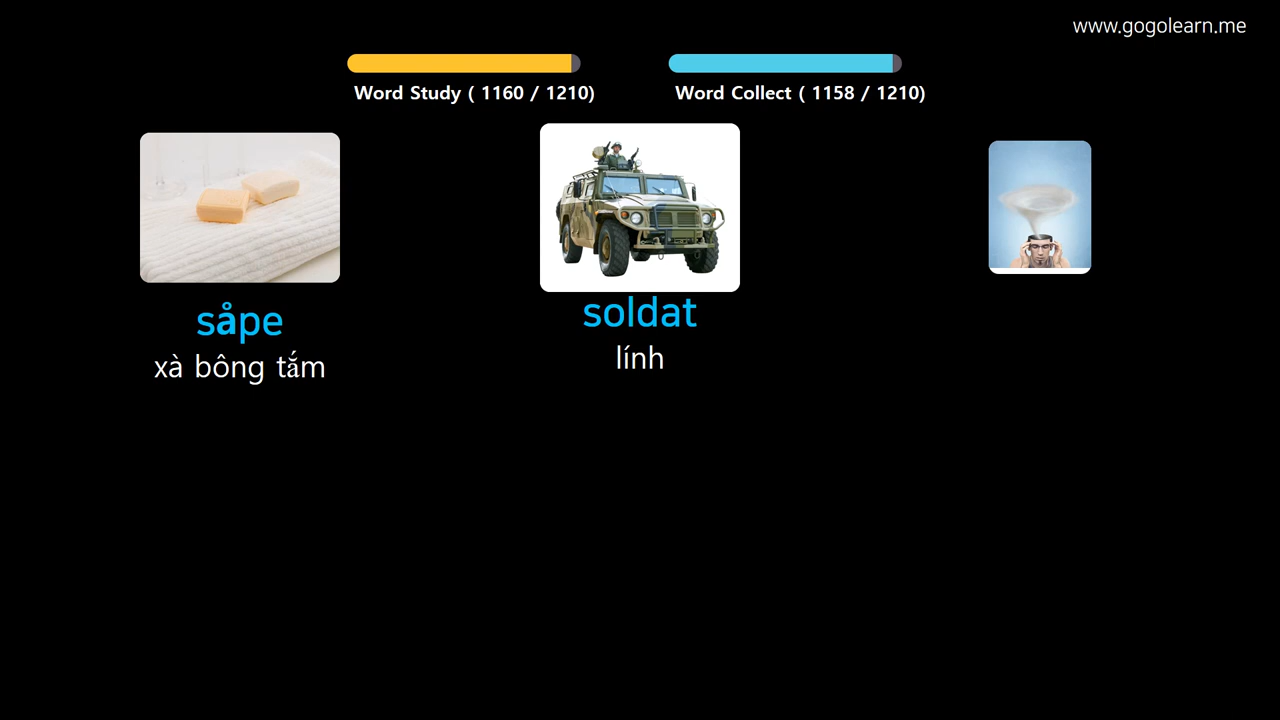 www.gogolearn.me
Word Study ( 1160 / 1210)
Word Collect ( 1158 / 1210)
såpe
xà bông tắm
soldat
lính